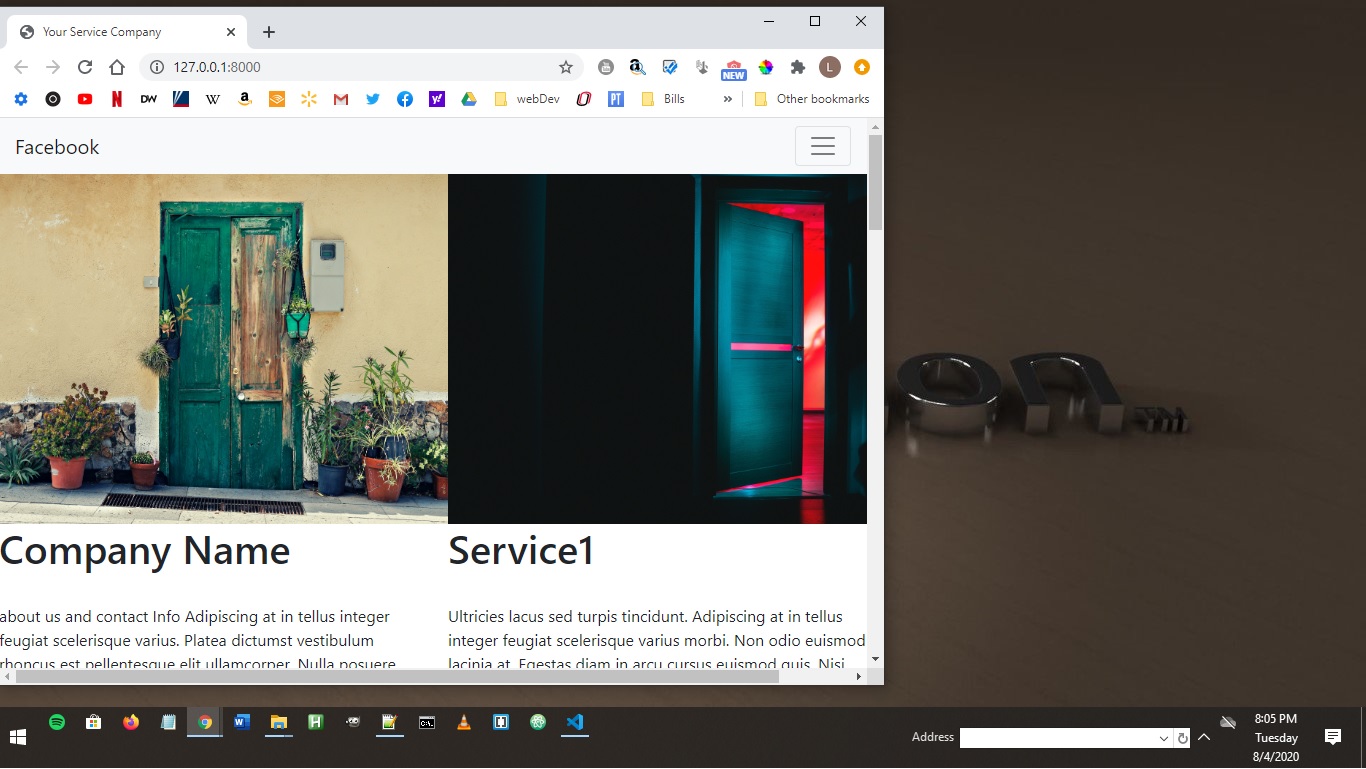 Your Service Company
127.0.0.1:8000
NEW
L
DW
W
webDev
PT
Bills
Other bookmarks
Facebook
Company Name
Service1
about us and contact Info Adipiscing at in tellus integer
feugiat scelerisque varius. Platea dictumst vestibulum
rhoncus est pellentesque elit ullamcorper. Nulla posuere
Ultricies lacus sed turpis tincidunt. Adipiscing at in tellus
integer feugiat scelerisque varius morbi. Non odio euismod
lacinia at. Egestas diam in arcu cursus euismod quis. Nisi
on TM
Address
8:05 PM
Tuesday
8/4/2020